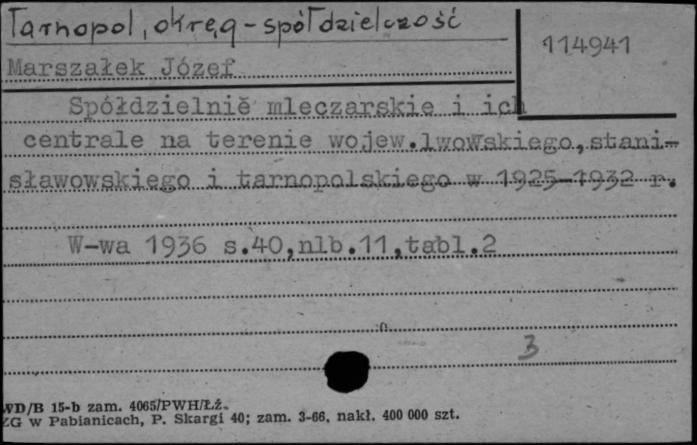 Tarnopol, okręg - spółdzielczość
114941
Marszałek Józef
Spółdzielnie mleczarskie i ich
centrale na terenie wojew.lwowskiego,stani-
sławowskiego i tarnopolskiego w 1925-1932 r.
W-wa 1936 s.40,nlb.11,tabl.2
3
WD/B 15-b zam. 4065/PWH/Łź.
ZG w Pabianicach, P. Skargi 40; zam. 3-66, nakł. 400 000 szt.